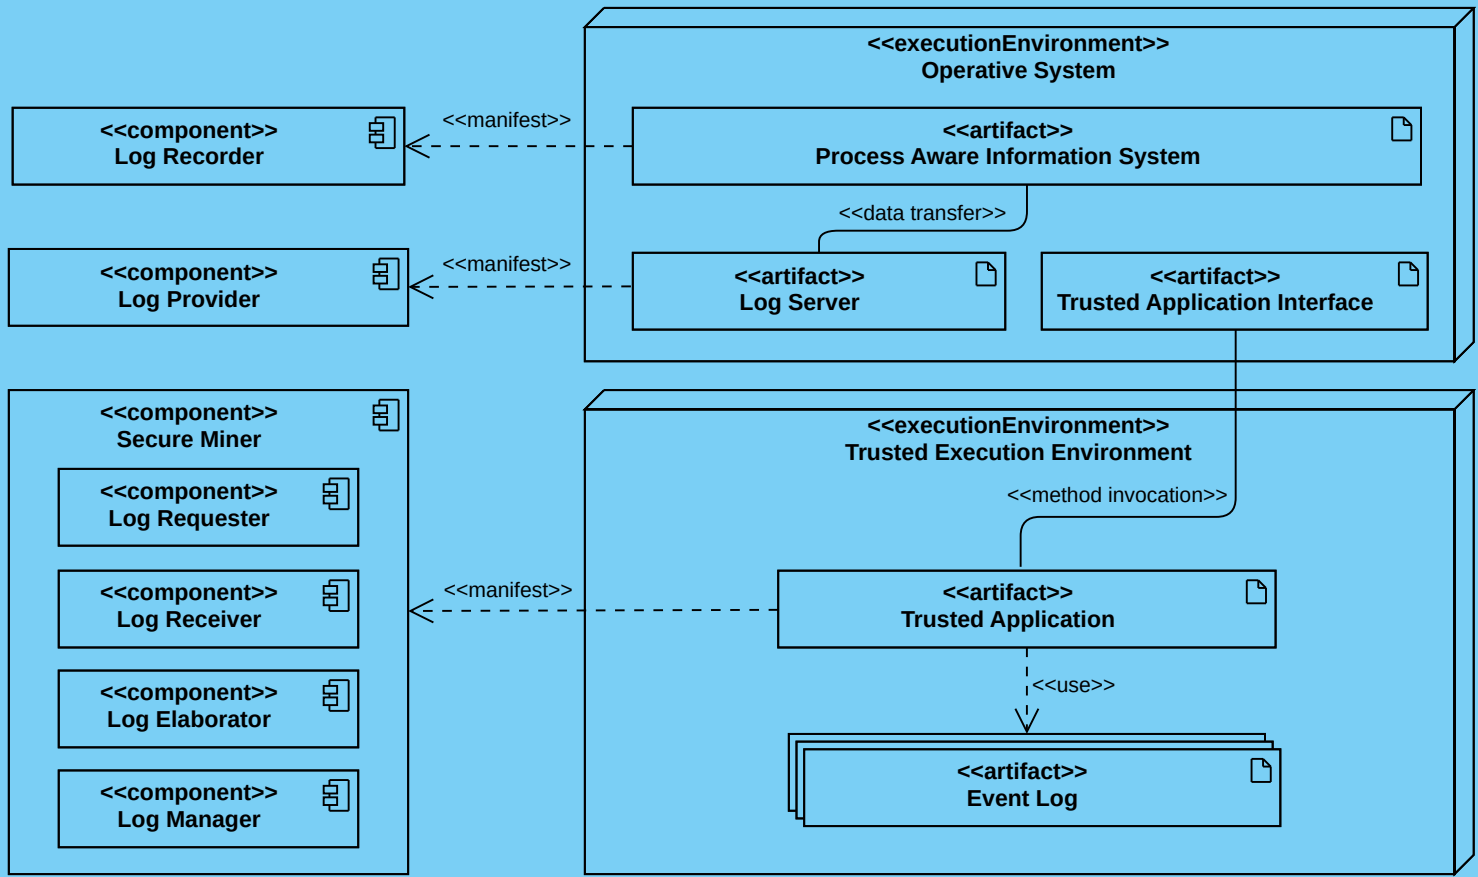 <<executionEnvironment>>
Operative System
<<component>>
Log Recorder
<<manifest>>
<<artifact>>
Process Aware Information System
<<data transfer>>
<<component>>
Log Provider
<<manifest>>
<<artifact>>
Log Server
<<artifact>>
Trusted Application Interface
<<component>>
Secure Miner
<<component>>
Log Requester
<<component>>
Log Receiver
<<component>>
Log Elaborator
<<component>>
Log Manager
<<executionEnvironment>>
Trusted Execution Environment
<<method invocation>>
<<manifest>>
<<artifact>>
Trusted Application
<<use>>
<<artifact>>
Event Log